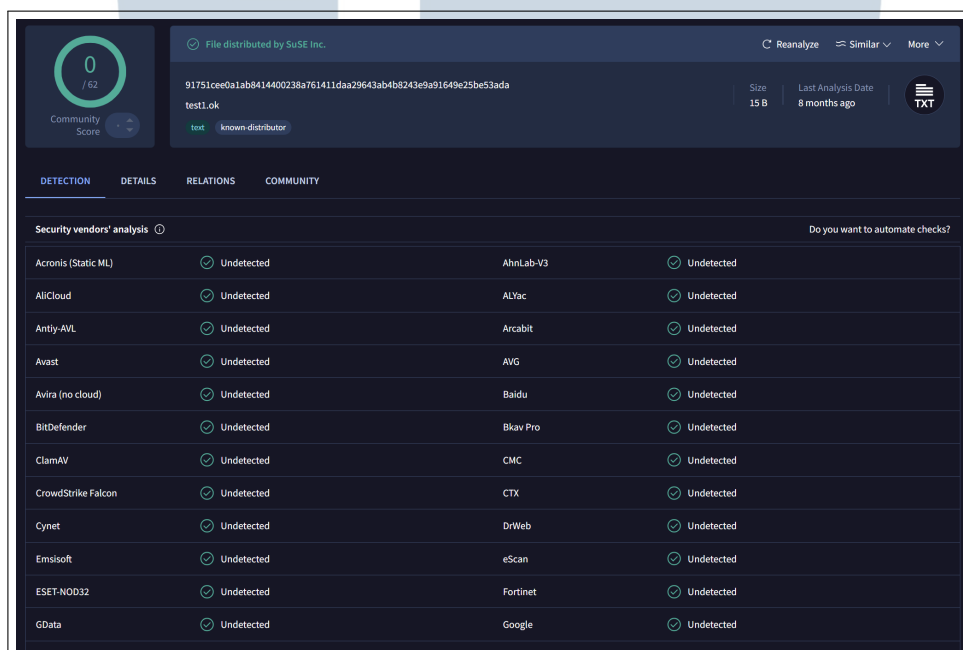 File distributed by SuSE Inc.
Reanalyze Similar More
0
/ 62
Community
Score
91751cee0a1ab8414400238a761411daa29643ab4b8243e9a91649e25be53ada
test1.ok
text known-distributor
Size
15 B
Last Analysis Date
8 months ago
TXT
DETECTION DETAILS RELATIONS COMMUNITY
Security vendors' analysis Do you want to automate checks?
Acronis (Static ML) Undetected AhnLab-V3 Undetected
AliCloud Undetected ALYac Undetected
Antiy-AVL Undetected Arcabit Undetected
Avast Undetected AVG Undetected
Avira (no cloud) Undetected Baidu Undetected
BitDefender Undetected Bkav Pro Undetected
ClamAV Undetected CMC Undetected
CrowdStrike Falcon Undetected CTX Undetected
Cynet Undetected DrWeb Undetected
Emsisoft Undetected eScan Undetected
ESET-NOD32 Undetected Fortinet Undetected
GData Undetected Google Undetected